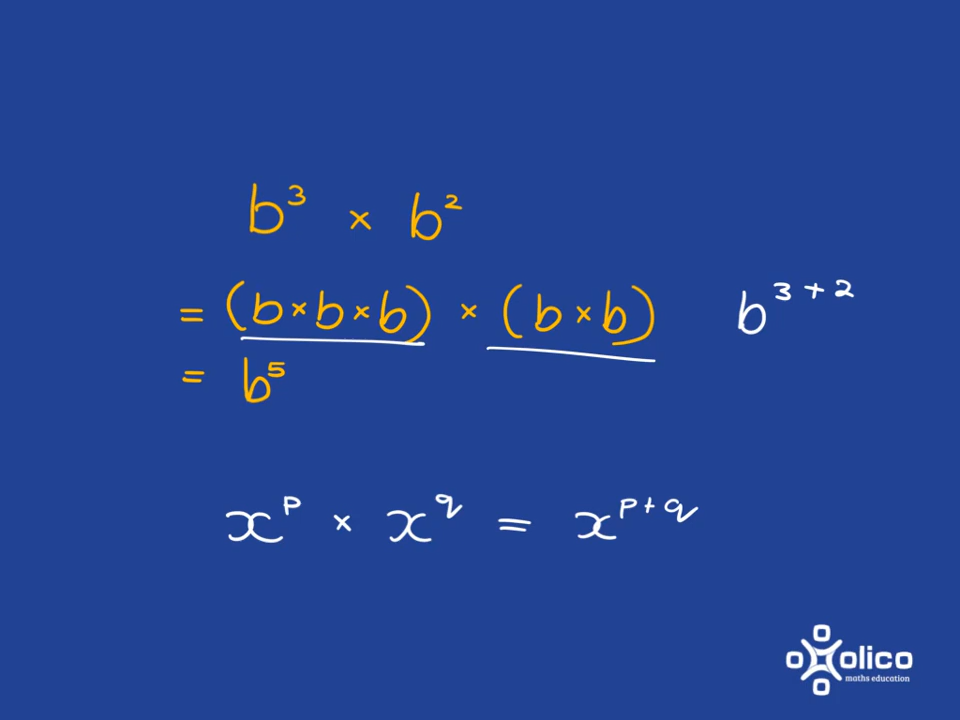 b³ × b²
= (b × b × b) × (b × b) b³⁺²
= b⁵
x^p × x^q = x^(p+q)
olico
maths education